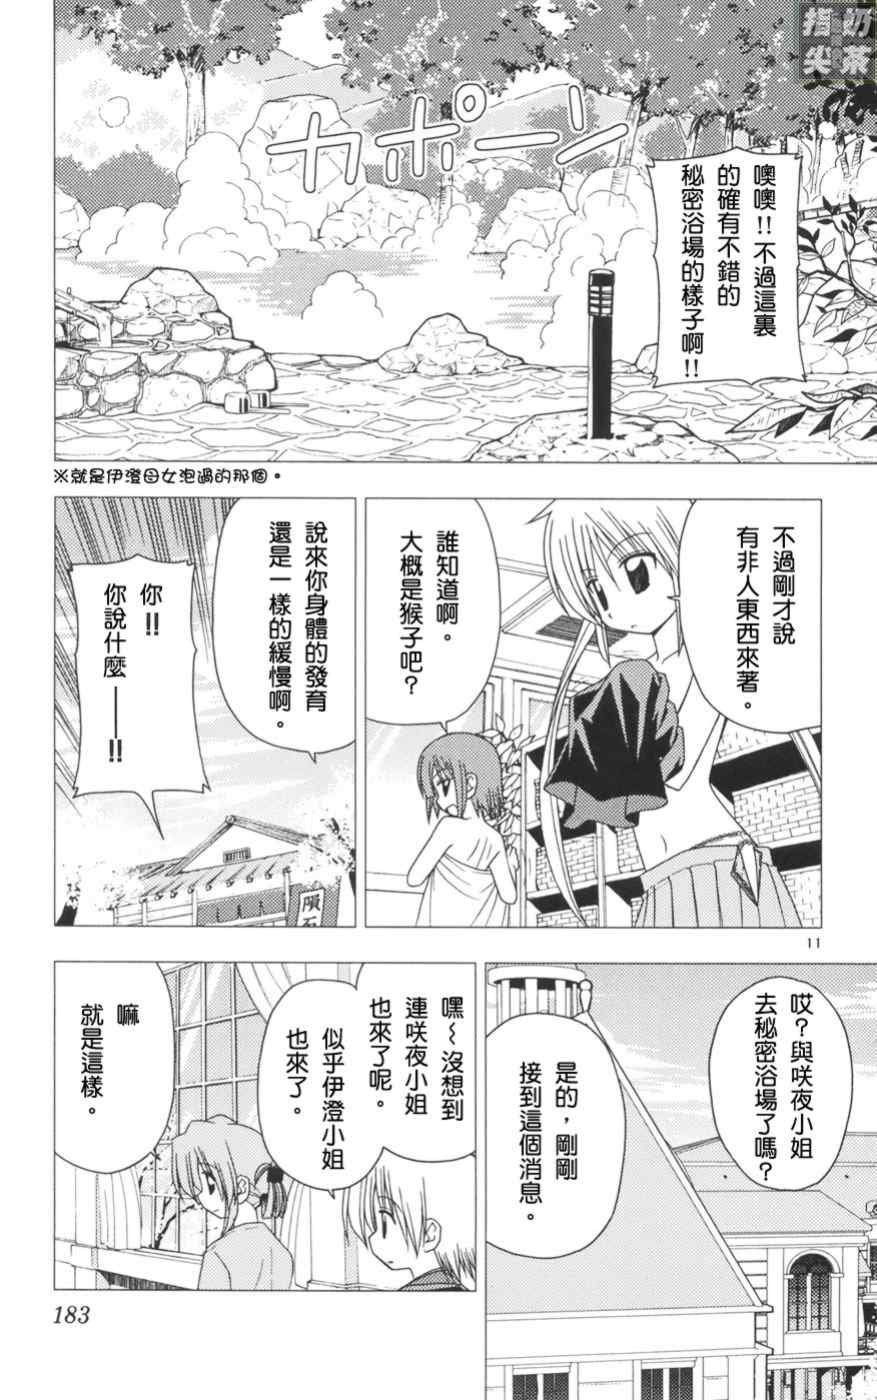 指奶
尖茶
カポーン
噢噢!!不過這裏
的確有不錯的
秘密浴場的樣子啊!!
※就是伊澄母女泡過的那個。
不過剛才說
有非人東西來著。
誰知道啊。
大概是猴子吧?
說來你身體的發育
還是一樣的緩慢啊。
你!!
你說什麼——!!
隕石
11
哎?與咲夜小姐
去秘密浴場了嗎?
是的,剛剛
接到這個消息。
嘿~沒想到
連咲夜小姐
也來了呢。
似乎伊澄小姐
也來了。
嘛
就是這樣。
183